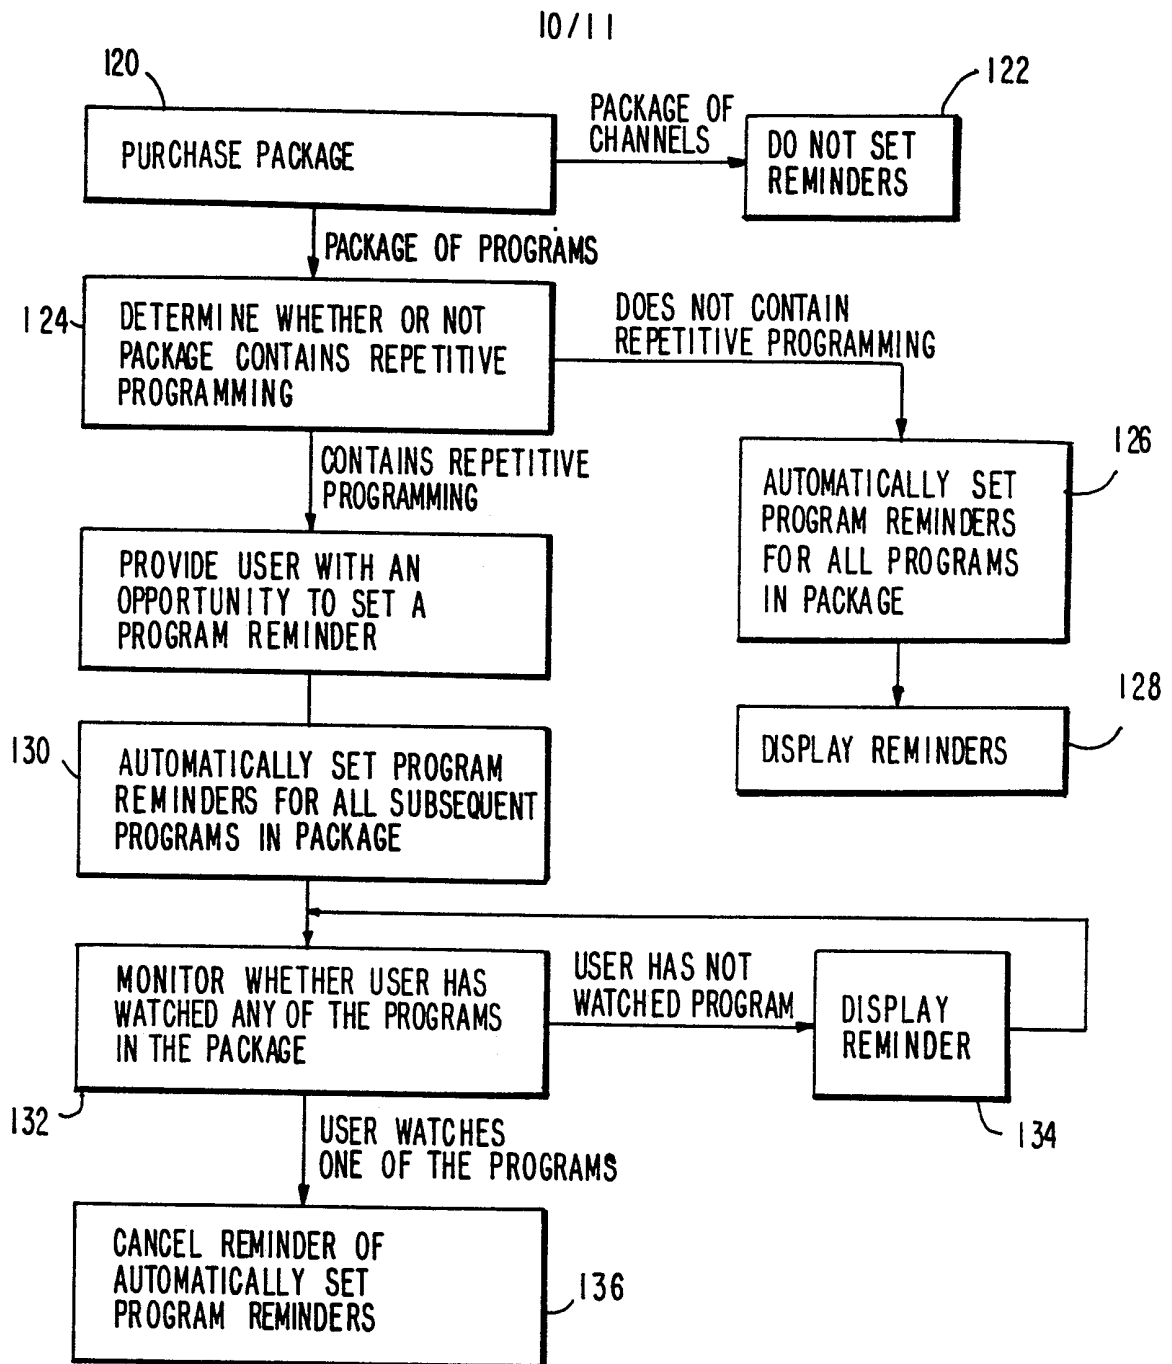 10/11
120
PURCHASE PACKAGE
PACKAGE OF
CHANNELS
122
DO NOT SET
REMINDERS
PACKAGE OF PROGRAMS
124
DETERMINE WHETHER OR NOT
PACKAGE CONTAINS REPETITIVE
PROGRAMMING
DOES NOT CONTAIN
REPETITIVE PROGRAMMING
126
AUTOMATICALLY SET
PROGRAM REMINDERS
FOR ALL PROGRAMS
IN PACKAGE
CONTAINS REPETITIVE
PROGRAMMING
PROVIDE USER WITH AN
OPPORTUNITY TO SET A
PROGRAM REMINDER
128
DISPLAY REMINDERS
130
AUTOMATICALLY SET PROGRAM
REMINDERS FOR ALL SUBSEQUENT
PROGRAMS IN PACKAGE
MONITOR WHETHER USER HAS
WATCHED ANY OF THE PROGRAMS
IN THE PACKAGE
132
USER HAS NOT
WATCHED PROGRAM
DISPLAY
REMINDER
134
USER WATCHES
ONE OF THE PROGRAMS
CANCEL REMINDER OF
AUTOMATICALLY SET
PROGRAM REMINDERS
136